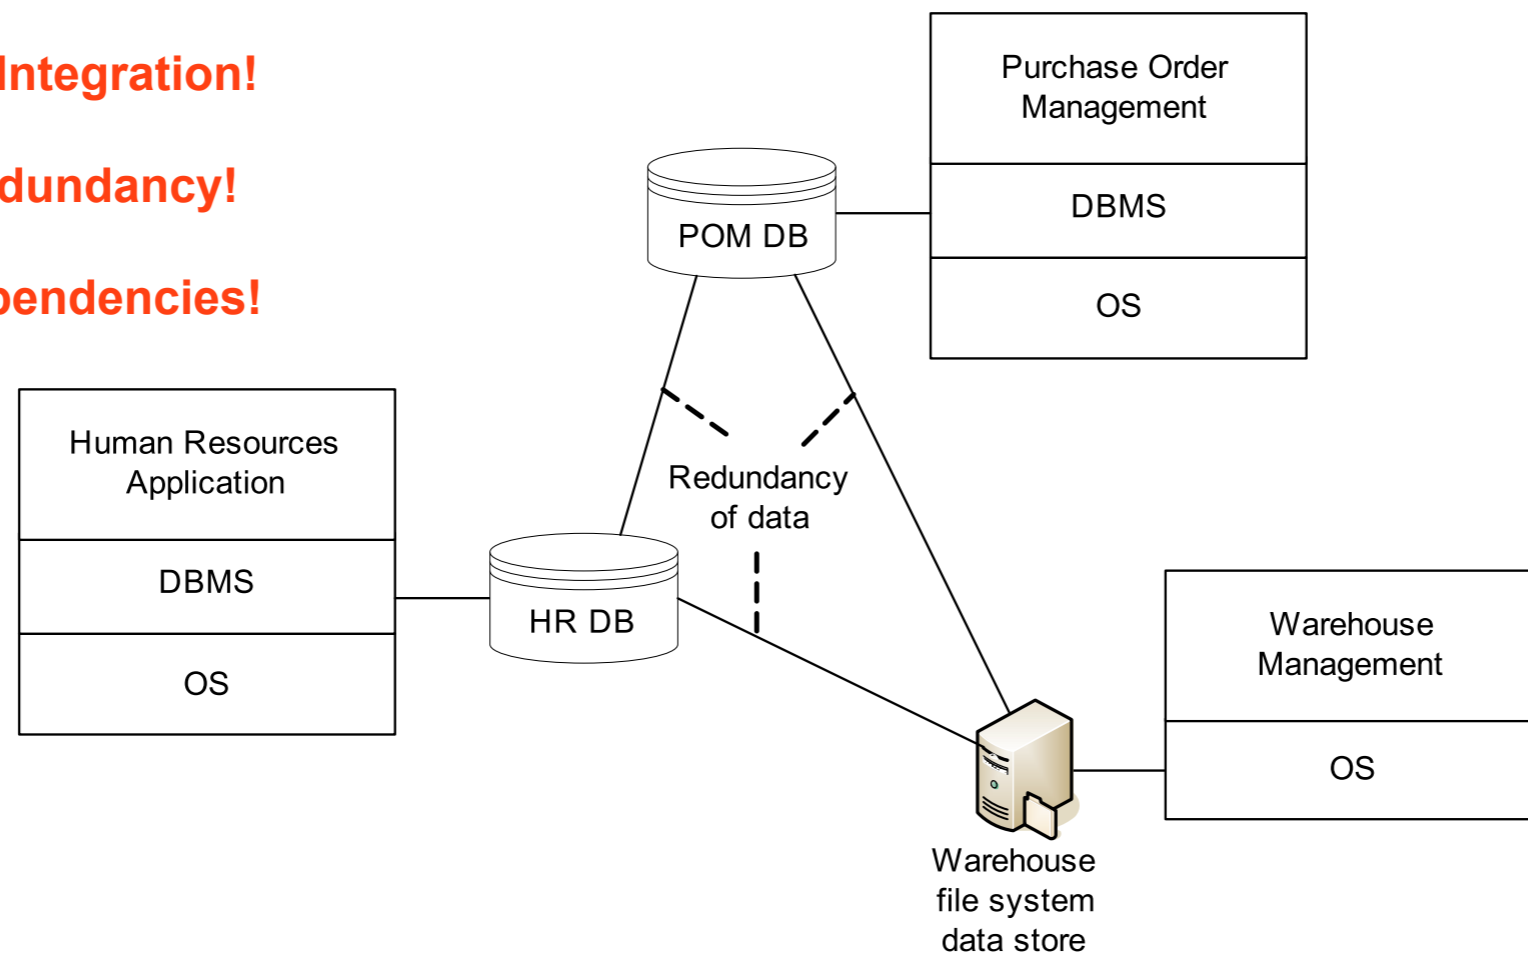 Integration!
dundancy!
pendencies!
Purchase Order
Management
DBMS
OS
POM DB
Human Resources
Application
DBMS
OS
Redundancy
of data
HR DB
Warehouse
Management
OS
Warehouse
file system
data store